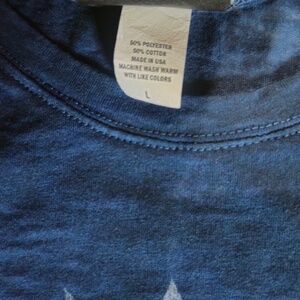 50% POLYESTER
50% COTTON
MADE IN USA
MACHINE WASH WARM
WITH LIKE COLORS
L